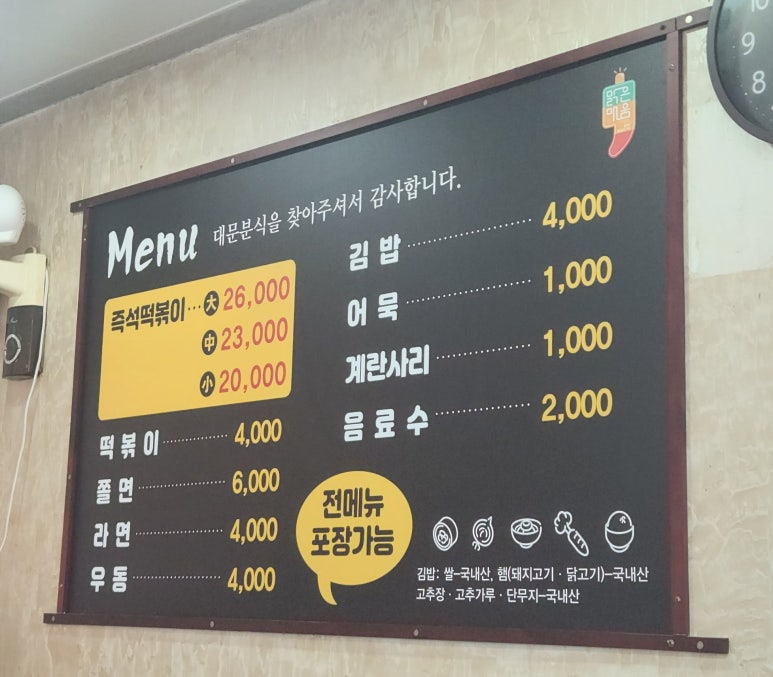 맑은
매움
10
9
8
Menu 대문분식을 찾아주셔서 감사합니다.
즉석떡볶이···大 26,000
中 23,000
小 20,000
떡볶이 4,000
쫄면 6,000
라면 4,000
우동 4,000
김밥 4,000
어묵 1,000
계란사리 1,000
음료수 2,000
전메뉴
포장가능
김밥: 쌀-국내산, 햄(돼지고기 · 닭고기)-국내산
고추장 · 고추가루 · 단무지-국내산